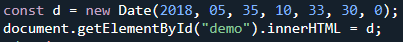 const d = new Date(2018, 05, 35, 10, 33, 30, 0);
document.getElementById("demo").innerHTML = d;